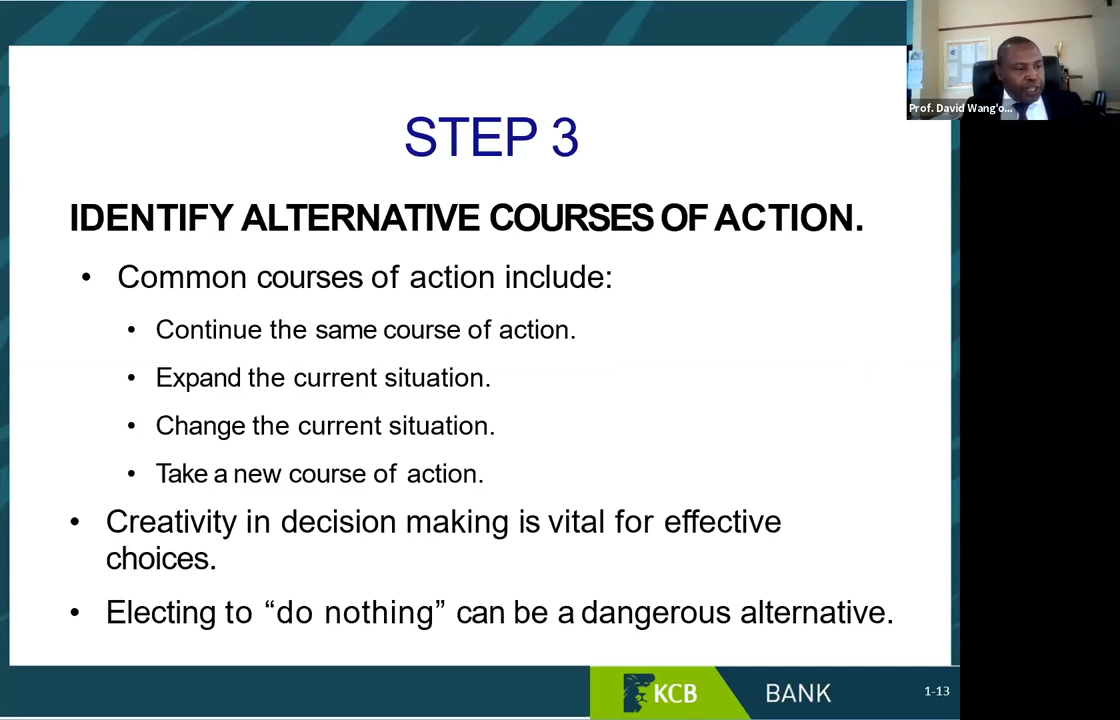 Prof. David Wang'o...
STEP 3
IDENTIFY ALTERNATIVE COURSES OF ACTION.
• Common courses of action include:
• Continue the same course of action.
• Expand the current situation.
• Change the current situation.
• Take a new course of action.
• Creativity in decision making is vital for effective
choices.
• Electing to “do nothing” can be a dangerous alternative.
KCB BANK
1-13